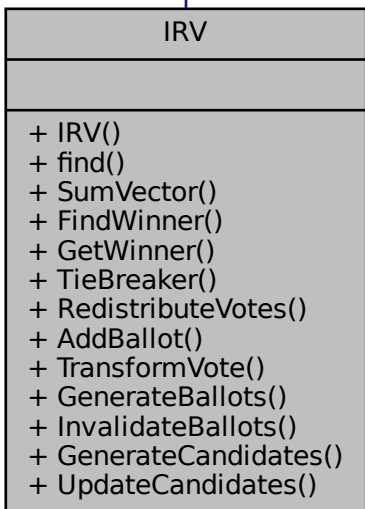 IRV
+ IRV()
+ find()
+ SumVector()
+ FindWinner()
+ GetWinner()
+ TieBreaker()
+ RedistributeVotes()
+ AddBallot()
+ TransformVote()
+ GenerateBallots()
+ InvalidateBallots()
+ GenerateCandidates()
+ UpdateCandidates()